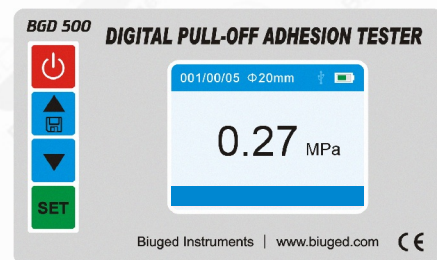 BGD 500
DIGITAL PULL-OFF ADHESION TESTER
001/00/05 Φ20mm
0.27 MPa
SET
Biuged Instruments | www.biuged.com CE